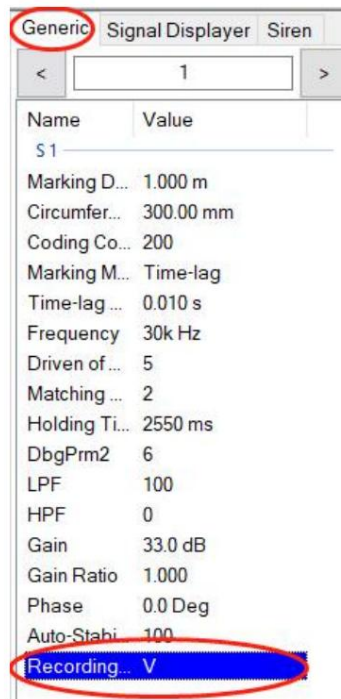 Generic Signal Displayer Siren
< 1 >
Name Value
S 1
Marking D... 1.000 m
Circumfer... 300.00 mm
Coding Co... 200
Marking M... Time-lag
Time-lag ... 0.010 s
Frequency 30k Hz
Driven of ... 5
Matching ... 2
Holding Ti... 2550 ms
DbgPrm2 6
LPF 100
HPF 0
Gain 33.0 dB
Gain Ratio 1.000
Phase 0.0 Deg
Auto-Stabi... 100
Recording... V